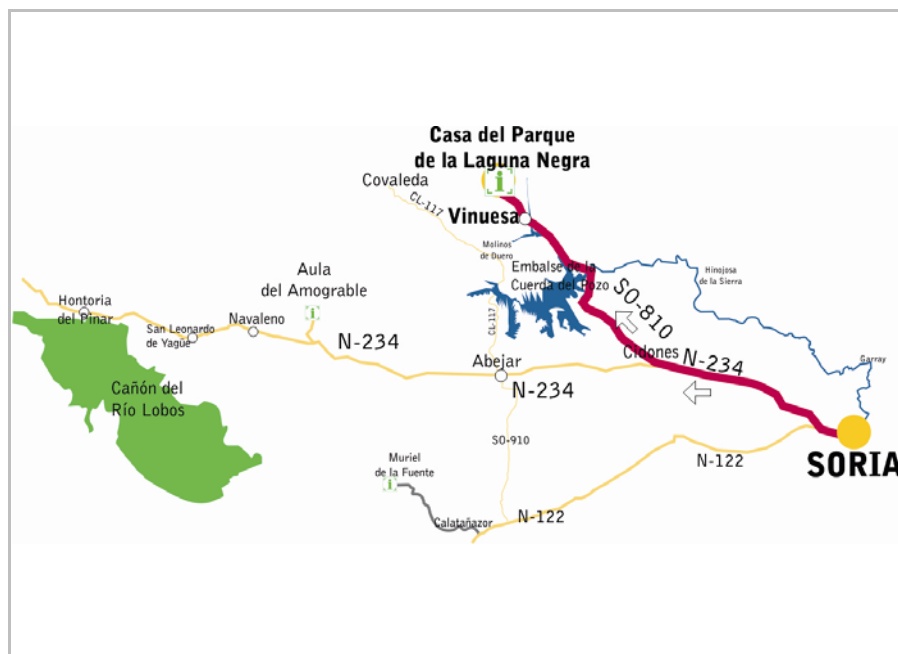 Casa del Parque
de la Laguna Negra
i
Covaleda
CL-117
Vinuesa
Molinos
de Duero
Embalse de la
Cuerda del Pozo
Hinojosa
de la Sierra
Aula
del Amograble
i
SO-810
Hontoria
del Pinar
San Leonardo
de Yagüe
Navaleno
N-234
CL-117
Cidones
N-234
Garray
Abejar
N-234
Cañón del
Río Lobos
SO-910
SORIA
N-122
Muriel
de la Fuente
i
Calatañazor
N-122